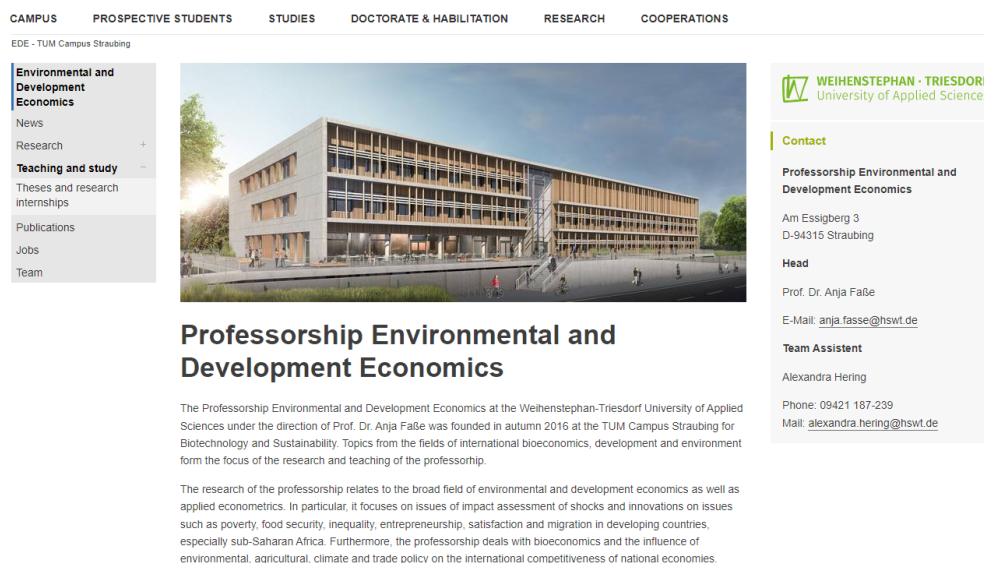 CAMPUS PROSPECTIVE STUDENTS STUDIES DOCTORATE & HABILITATION RESEARCH COOPERATIONS
EDE - TUM Campus Straubing
Environmental and
Development
Economics
News
Research +
Teaching and study −
Theses and research
internships
Publications
Jobs
Team
Professorship Environmental and
Development Economics
The Professorship Environmental and Development Economics at the Weihenstephan-Triesdorf University of Applied
Sciences under the direction of Prof. Dr. Anja Faße was founded in autumn 2016 at the TUM Campus Straubing for
Biotechnology and Sustainability. Topics from the fields of international bioeconomics, development and environment
form the focus of the research and teaching of the professorhip.
The research of the professorship relates to the broad field of environmental and development economics as well as
applied econometrics. In particular, it focuses on issues of impact assessment of shocks and innovations on issues
such as poverty, food security, inequality, entrepreneurship, satisfaction and migration in developing countries,
especially sub-Saharan Africa. Furthermore, the professorship deals with bioeconomics and the influence of
environmental, agricultural, climate and trade policy on the international competitiveness of national economies.
WEIHENSTEPHAN · TRIESDORF
University of Applied Science
Contact
Professorship Environmental and
Development Economics
Am Essigberg 3
D-94315 Straubing
Head
Prof. Dr. Anja Faße
E-Mail: anja.fasse@hswt.de
Team Assistent
Alexandra Hering
Phone: 09421 187-239
Mail: alexandra.hering@hswt.de